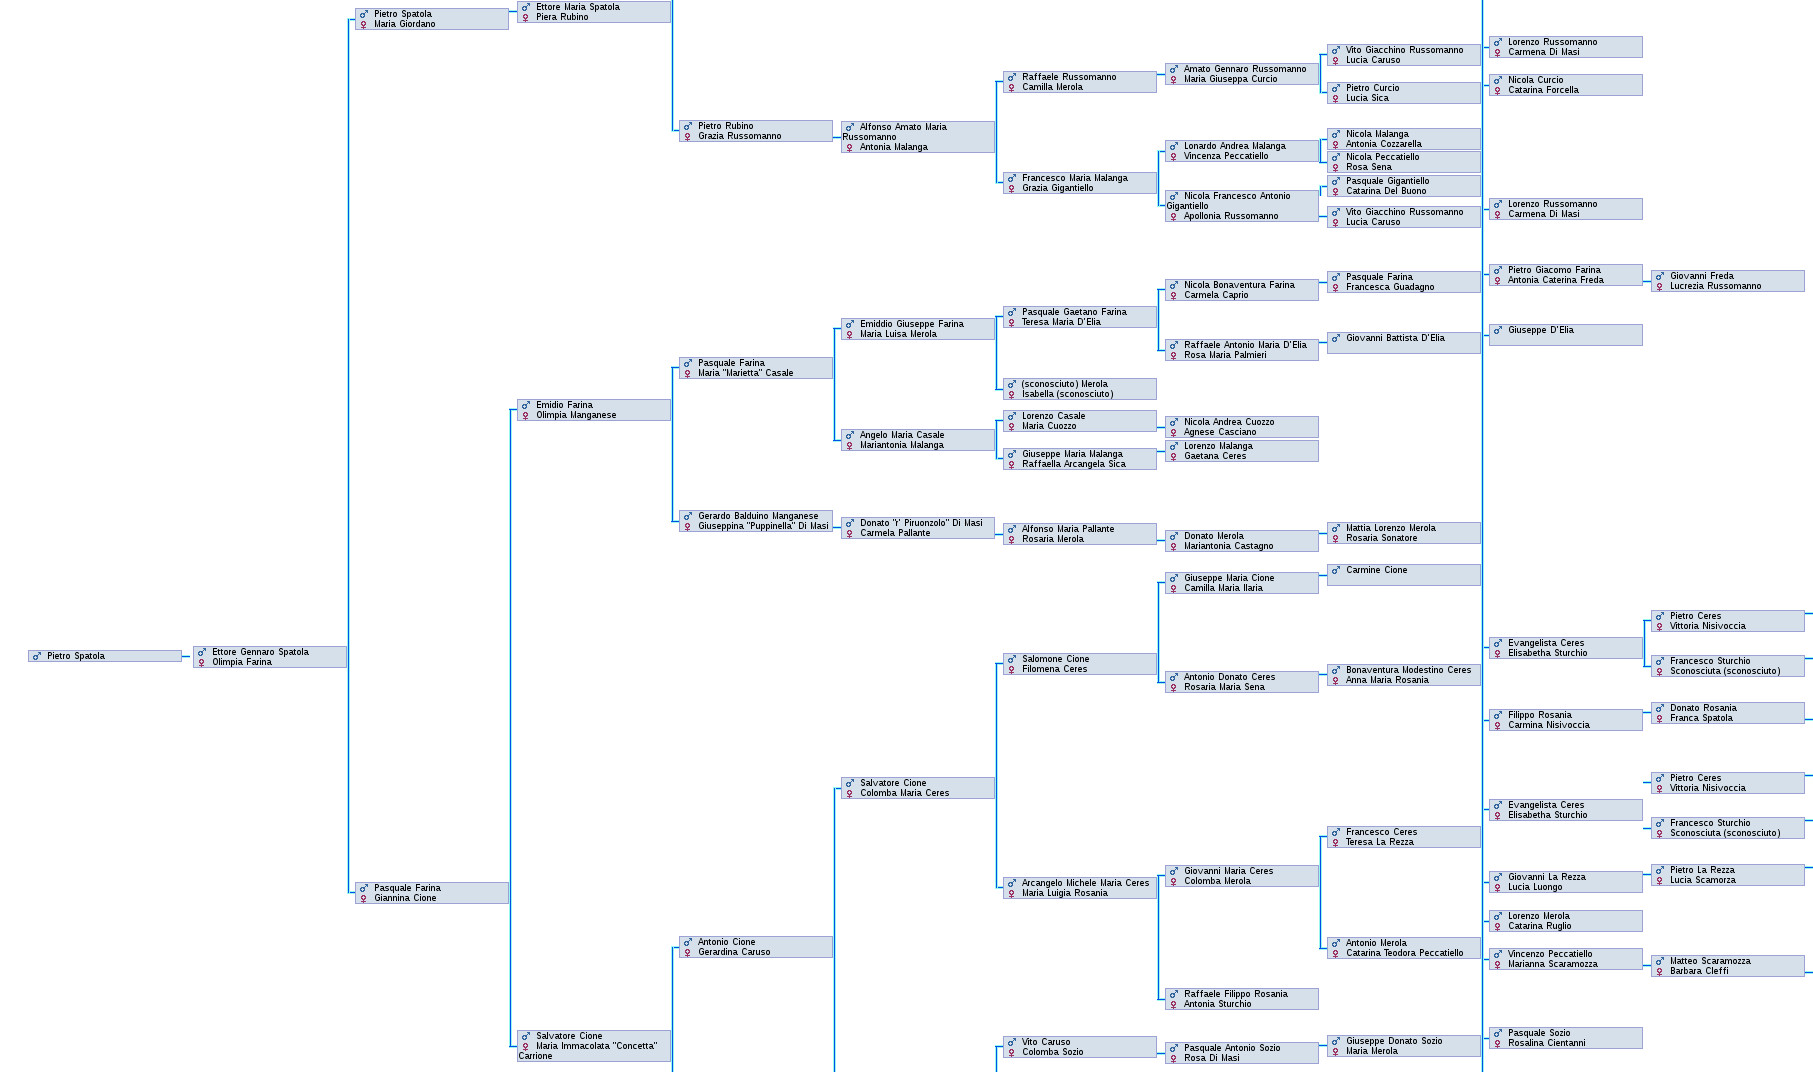 Pietro Spatola
Ettore Gennaro Spatola
Olimpia Farina
Pietro Spatola
Maria Giordano
Pasquale Farina
Giannina Cione
Ettore Maria Spatola
Piera Rubino
Emidio Farina
Olimpia Manganese
Salvatore Cione
Maria Immacolata "Concetta"
Carrione
Pietro Rubino
Grazia Russomanno
Pasquale Farina
Maria "Marietta" Casale
Gerardo Balduino Manganese
Giuseppina "Puppinella" Di Masi
Antonio Cione
Gerardina Caruso
Alfonso Amato Maria
Russomanno
Antonia Malanga
Emiddio Giuseppe Farina
Maria Luisa Merola
Angelo Maria Casale
Mariantonia Malanga
Donato "r' Piruonzolo" Di Masi
Carmela Pallante
Salvatore Cione
Colomba Maria Ceres
Raffaele Russomanno
Camilla Merola
Francesco Maria Malanga
Grazia Gigantiello
Pasquale Gaetano Farina
Teresa Maria D'Elia
(sconosciuto) Merola
Isabella (sconosciuto)
Lorenzo Casale
Maria Cuozzo
Giuseppe Maria Malanga
Raffaella Arcangela Sica
Alfonso Maria Pallante
Rosaria Merola
Salomone Cione
Filomena Ceres
Arcangelo Michele Maria Ceres
Maria Luigia Rosania
Vito Caruso
Colomba Sozio
Amato Gennaro Russomanno
Maria Giuseppa Curcio
Lonardo Andrea Malanga
Vincenza Peccatiello
Nicola Francesco Antonio
Gigantiello
Apollonia Russomanno
Nicola Bonaventura Farina
Carmela Caprio
Raffaele Antonio Maria D'Elia
Rosa Maria Palmieri
Nicola Andrea Cuozzo
Agnese Casciano
Lorenzo Malanga
Gaetana Ceres
Donato Merola
Mariantonia Castagno
Giuseppe Maria Cione
Camilla Maria Ilaria
Antonio Donato Ceres
Rosaria Maria Sena
Giovanni Maria Ceres
Colomba Merola
Raffaele Filippo Rosania
Antonia Sturchio
Pasquale Antonio Sozio
Rosa Di Masi
Vito Giacchino Russomanno
Lucia Caruso
Pietro Curcio
Lucia Sica
Nicola Malanga
Antonia Cozzarella
Nicola Peccatiello
Rosa Sena
Pasquale Gigantiello
Catarina Del Buono
Vito Giacchino Russomanno
Lucia Caruso
Pasquale Farina
Francesca Guadagno
Giovanni Battista D'Elia
Mattia Lorenzo Merola
Rosaria Sonatore
Carmine Cione
Bonaventura Modestino Ceres
Anna Maria Rosania
Francesco Ceres
Teresa La Rezza
Antonio Merola
Catarina Teodora Peccatiello
Giuseppe Donato Sozio
Maria Merola
Lorenzo Russomanno
Carmena Di Masi
Nicola Curcio
Catarina Forcella
Lorenzo Russomanno
Carmena Di Masi
Pietro Giacomo Farina
Antonia Caterina Freda
Giuseppe D'Elia
Evangelista Ceres
Elisabetha Sturchio
Filippo Rosania
Carmina Nisivoccia
Evangelista Ceres
Elisabetha Sturchio
Giovanni La Rezza
Lucia Luongo
Lorenzo Merola
Catarina Ruglio
Vincenzo Peccatiello
Marianna Scaramozza
Pasquale Sozio
Rosalina Cientanni
Giovanni Freda
Lucrezia Russomanno
Pietro Ceres
Vittoria Nisivoccia
Francesco Sturchio
Sconosciuta (sconosciuto)
Donato Rosania
Franca Spatola
Pietro Ceres
Vittoria Nisivoccia
Francesco Sturchio
Sconosciuta (sconosciuto)
Pietro La Rezza
Lucia Scamorza
Matteo Scaramozza
Barbara Cleffi